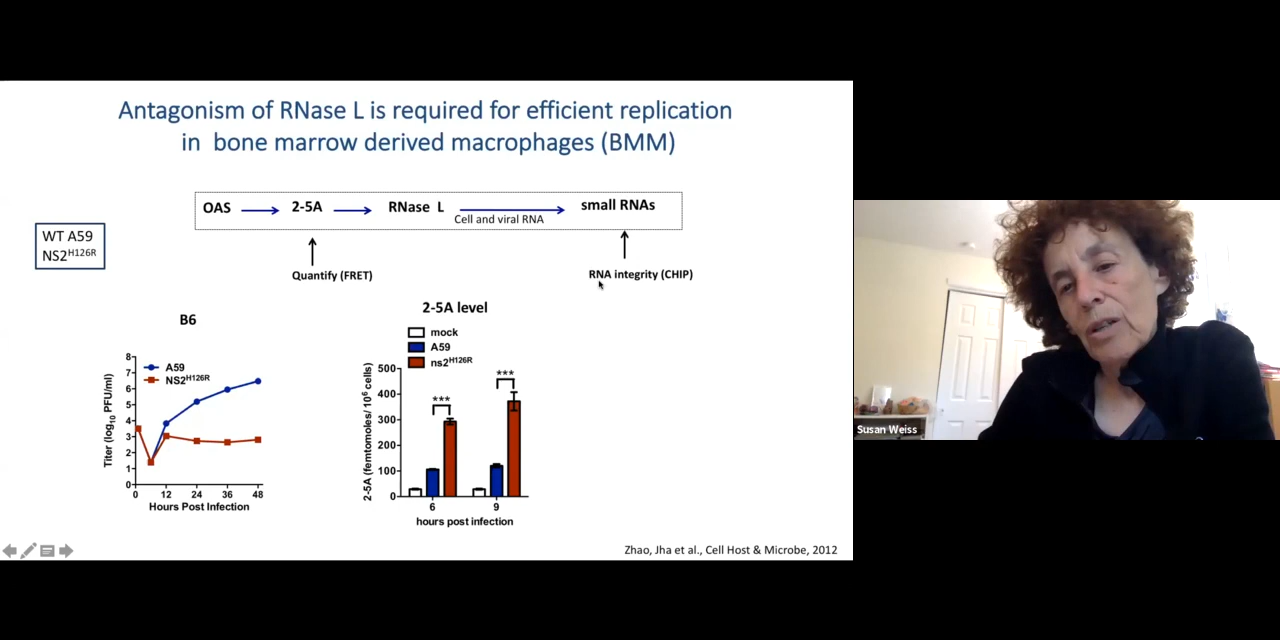 Antagonism of RNase L is required for efficient replication
in bone marrow derived macrophages (BMM)
OAS
2-5A
RNase L
Cell and viral RNA
small RNAs
WT A59
NS2H126R
Quantify (FRET)
RNA integrity (CHIP)
B6
A59
NS2H126R
Titer (log10 PFU/ml)
8
7
6
5
4
3
2
1
0
0 12 24 36 48
Hours Post Infection
2-5A level
mock
A59
ns2H126R
2-5A (femtomoles/ 106 cells)
500
400
300
200
100
0
***
***
6 9
hours post infection
Zhao, Jha et al., Cell Host & Microbe, 2012
Susan Weiss